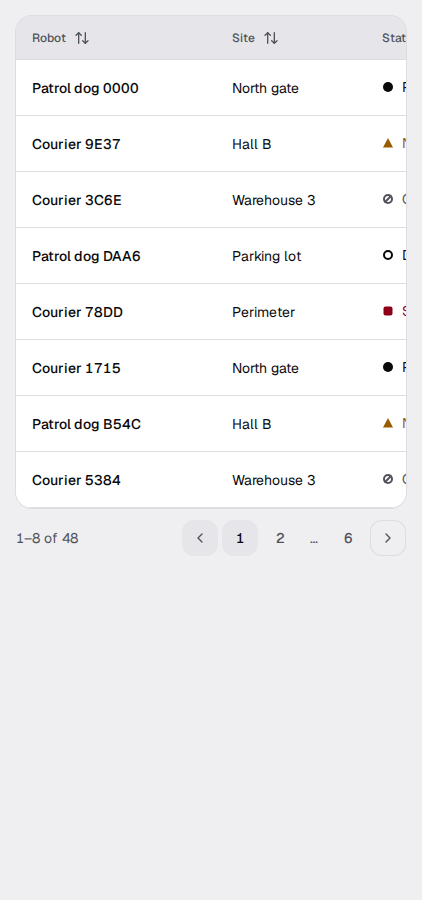 Robot Site
Patrol dog 0000 North gate
Courier 9E37 Hall B
Courier 3C6E Warehouse 3
Patrol dog DAA6 Parking lot
Courier 78DD Perimeter
Courier 1715 North gate
Patrol dog B54C Hall B
Courier 5384 Warehouse 3
1–8 of 48 1 2 … 6